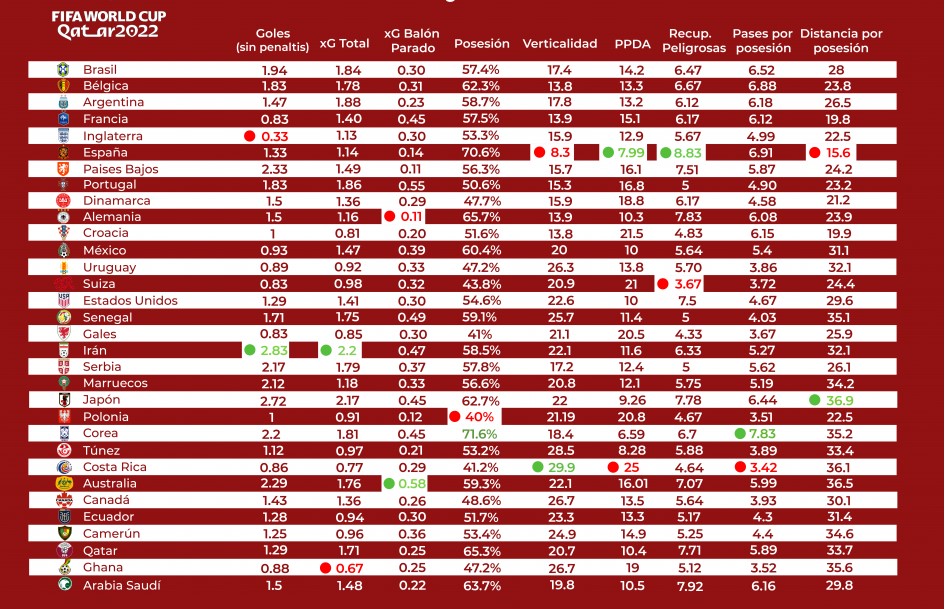 FIFA WORLD CUP
Qatar2022
Goles (sin penaltis) xG Total xG Balón Parado Posesión Verticalidad PPDA Recup. Peligrosas Pases por posesión Distancia por posesión
Brasil 1.94 1.84 0.30 57.4% 17.4 14.2 6.47 6.52 28
Bélgica 1.83 1.78 0.31 62.3% 13.8 13.3 6.67 6.88 23.8
Argentina 1.47 1.88 0.23 58.7% 17.8 13.2 6.12 6.18 26.5
Francia 0.83 1.40 0.45 57.5% 13.9 15.1 6.17 6.12 19.8
Inglaterra 0.33 1.13 0.30 53.3% 15.9 12.9 5.67 4.99 22.5
España 1.33 1.14 0.14 70.6% 8.3 7.99 8.83 6.91 15.6
Paises Bajos 2.33 1.49 0.11 56.3% 15.7 16.1 7.51 5.87 24.2
Portugal 1.83 1.86 0.55 50.6% 15.3 16.8 5 4.90 23.2
Dinamarca 1.5 1.36 0.29 47.7% 15.9 18.8 6.17 4.58 21.2
Alemania 1.5 1.16 0.11 65.7% 13.9 10.3 7.83 6.08 23.9
Croacia 1 0.81 0.20 51.6% 13.8 21.5 4.83 6.15 19.9
México 0.93 1.47 0.39 60.4% 20 10 5.64 5.4 31.1
Uruguay 0.89 0.92 0.33 47.2% 26.3 13.8 5.70 3.86 32.1
Suiza 0.83 0.98 0.32 43.8% 20.9 21 3.67 3.72 24.4
Estados Unidos 1.29 1.41 0.30 54.6% 22.6 10 7.5 4.67 29.6
Senegal 1.71 1.75 0.49 59.1% 25.7 11.4 5 4.03 35.1
Gales 0.83 0.85 0.30 41% 21.1 20.5 4.33 3.67 25.9
Irán 2.83 2.2 0.47 58.5% 22.1 11.6 6.33 5.27 32.1
Serbia 2.17 1.79 0.37 57.8% 17.2 12.4 5 5.62 26.1
Marruecos 2.12 1.18 0.33 56.6% 20.8 12.1 5.75 5.19 34.2
Japón 2.72 2.17 0.45 62.7% 22 9.26 7.78 6.44 36.9
Polonia 1 0.91 0.12 40% 21.19 20.8 4.67 3.51 22.5
Corea 2.2 1.81 0.45 71.6% 18.4 6.59 6.7 7.83 35.2
Túnez 1.12 0.97 0.21 53.2% 28.5 8.28 5.88 3.89 33.4
Costa Rica 0.86 0.77 0.29 41.2% 29.9 25 4.64 3.42 36.1
Australia 2.29 1.76 0.58 59.3% 22.1 16.01 7.07 5.99 36.5
Canadá 1.43 1.36 0.26 48.6% 26.7 13.5 5.64 3.93 30.1
Ecuador 1.28 0.94 0.30 51.7% 23.3 13.3 5.17 4.3 31.4
Camerún 1.25 0.96 0.36 53.4% 24.9 14.9 5.25 4.4 34.6
Qatar 1.29 1.71 0.25 65.3% 20.7 10.4 7.71 5.89 33.7
Ghana 0.88 0.67 0.25 47.2% 26.7 19 5.12 3.52 35.6
Arabia Saudí 1.5 1.48 0.22 63.7% 19.8 10.5 7.92 6.16 29.8